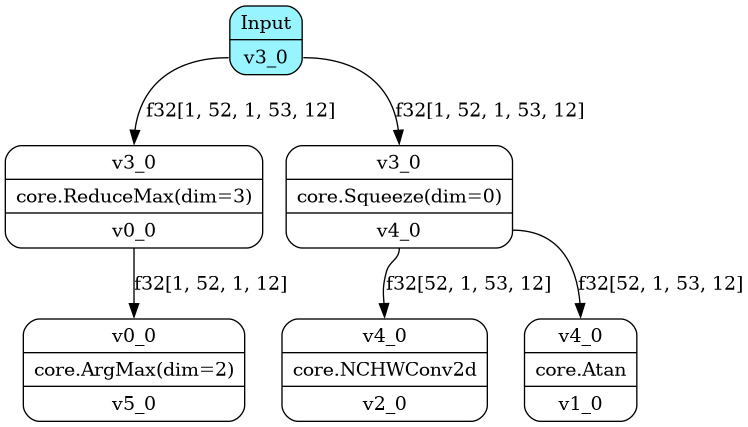 Input
v3_0
f32[1, 52, 1, 53, 12]
f32[1, 52, 1, 53, 12]
v3_0
core.ReduceMax(dim=3)
v0_0
v3_0
core.Squeeze(dim=0)
v4_0
f32[1, 52, 1, 12]
f32[52, 1, 53, 12]
f32[52, 1, 53, 12]
v0_0
core.ArgMax(dim=2)
v5_0
v4_0
core.NCHWConv2d
v2_0
v4_0
core.Atan
v1_0